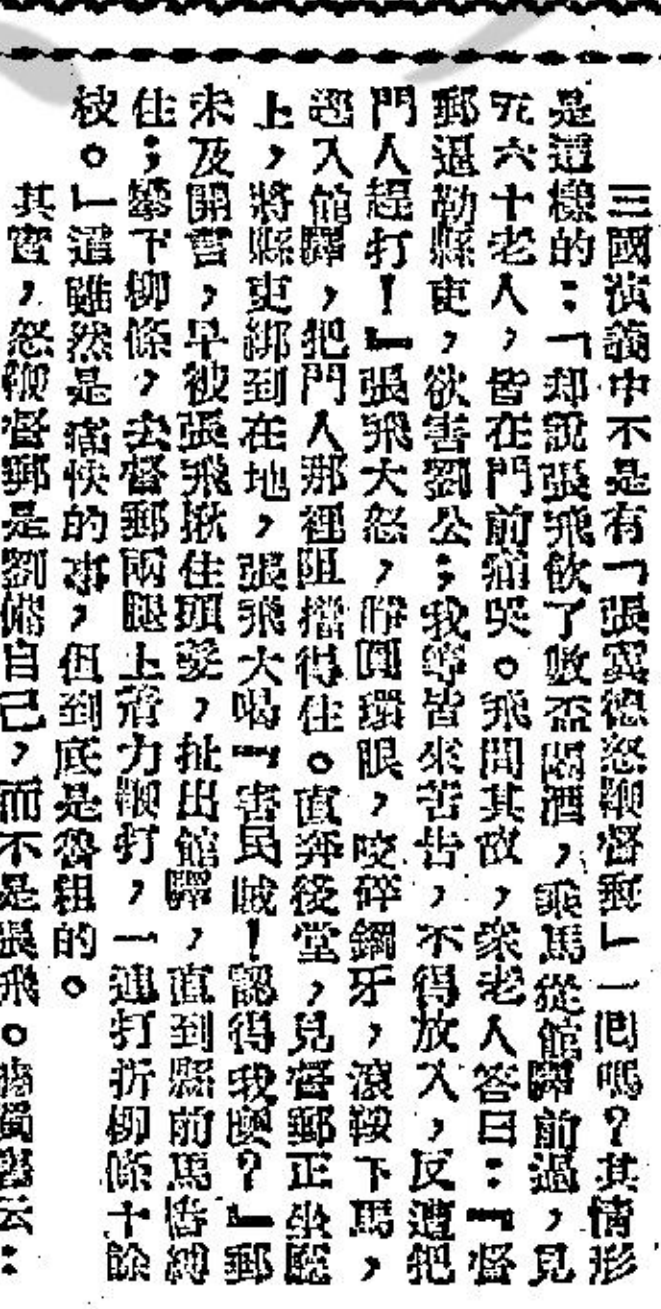 三國演義中不是有「張翼德怒鞭督郵」一回嗎?其情形
是這樣的:「却說張飛飲了數盃悶酒,乘馬從館驛前過,見
五六十老人,皆在門前痛哭。飛問其故,衆老人答曰:『督
郵逼勒縣吏,欲害劉公;我等皆來苦告,不得放入,反遭把
門人趕打!』張飛大怒,睁圓環眼,咬碎鋼牙,滾鞍下馬,
逕入館驛,把門人那裡阻擋得住。直奔後堂,見督郵正坐廳
上,將縣吏綁到在地,張飛大喝『害民賊!認得我麽?』郵
未及開言,早被張飛揪住頭髮,扯出館驛,直到縣前馬樁縛
住;攀下柳條,去督郵兩腿上着力鞭打,一連打折柳條十餘
枝。」這雖然是痛快的事,但到底是魯粗的。
其實,怒鞭督郵是劉備自己,而不是張飛。 云: